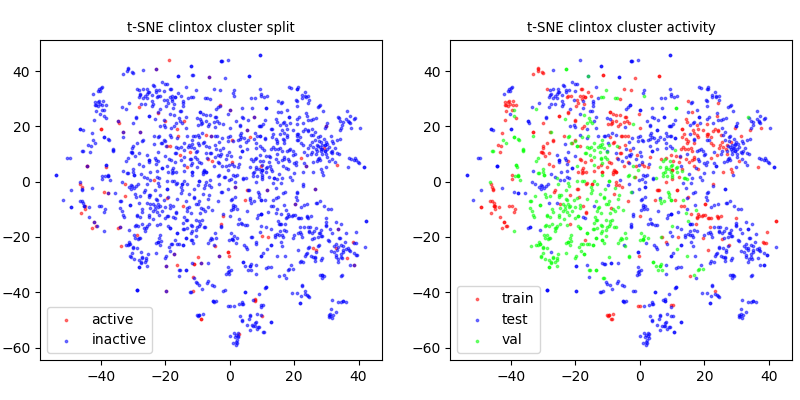 t-SNE clintox cluster split
40
20
0
−20
−40
−60
−40 −20 0 20 40
active
inactive
t-SNE clintox cluster activity
40
20
0
−20
−40
−60
−40 −20 0 20 40
train
test
val